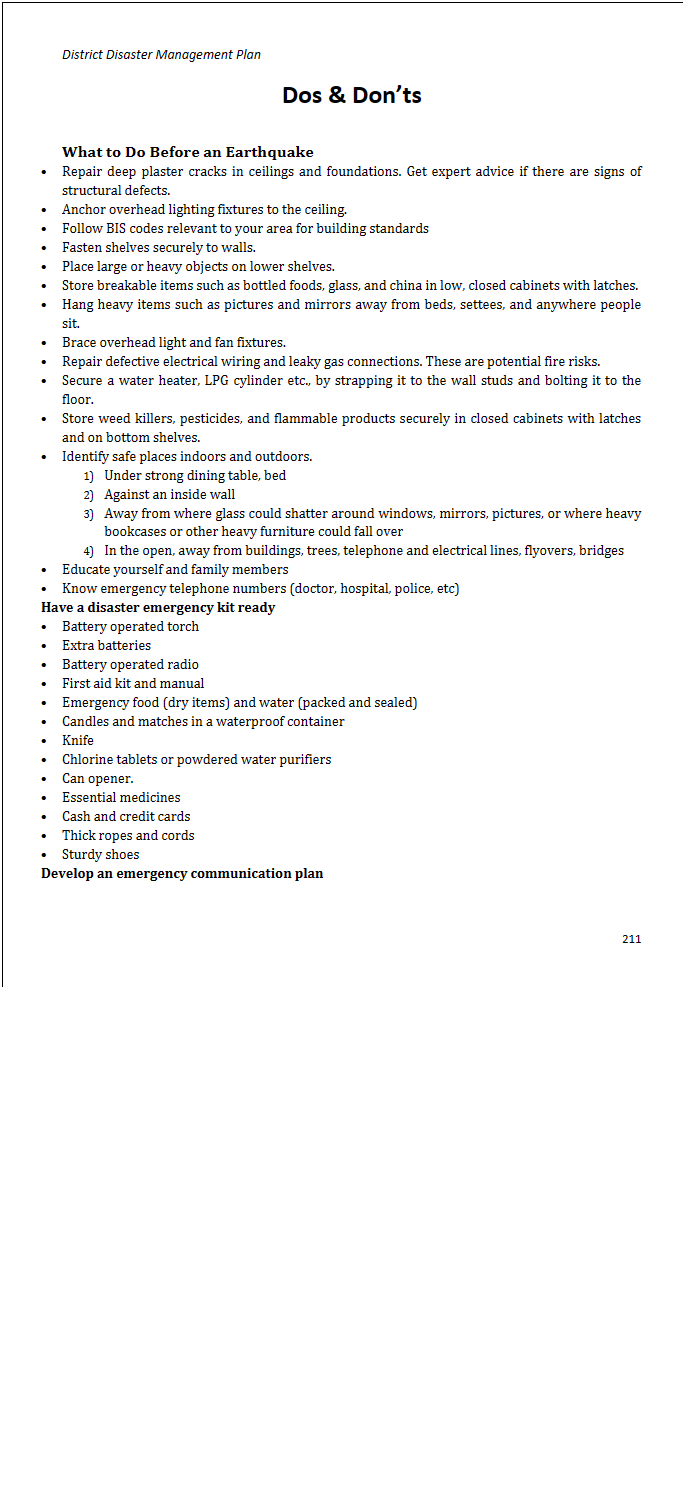 District Disaster Management Plan
Dos & Don’ts
What to Do Before an Earthquake
• Repair deep plaster cracks in ceilings and foundations. Get expert advice if there are signs of
structural defects.
• Anchor overhead lighting fixtures to the ceiling.
• Follow BIS codes relevant to your area for building standards
• Fasten shelves securely to walls.
• Place large or heavy objects on lower shelves.
• Store breakable items such as bottled foods, glass, and china in low, closed cabinets with latches.
• Hang heavy items such as pictures and mirrors away from beds, settees, and anywhere people
sit.
• Brace overhead light and fan fixtures.
• Repair defective electrical wiring and leaky gas connections. These are potential fire risks.
• Secure a water heater, LPG cylinder etc., by strapping it to the wall studs and bolting it to the
floor.
• Store weed killers, pesticides, and flammable products securely in closed cabinets with latches
and on bottom shelves.
• Identify safe places indoors and outdoors.
1) Under strong dining table, bed
2) Against an inside wall
3) Away from where glass could shatter around windows, mirrors, pictures, or where heavy
bookcases or other heavy furniture could fall over
4) In the open, away from buildings, trees, telephone and electrical lines, flyovers, bridges
• Educate yourself and family members
• Know emergency telephone numbers (doctor, hospital, police, etc)
Have a disaster emergency kit ready
• Battery operated torch
• Extra batteries
• Battery operated radio
• First aid kit and manual
• Emergency food (dry items) and water (packed and sealed)
• Candles and matches in a waterproof container
• Knife
• Chlorine tablets or powdered water purifiers
• Can opener.
• Essential medicines
• Cash and credit cards
• Thick ropes and cords
• Sturdy shoes
Develop an emergency communication plan
211